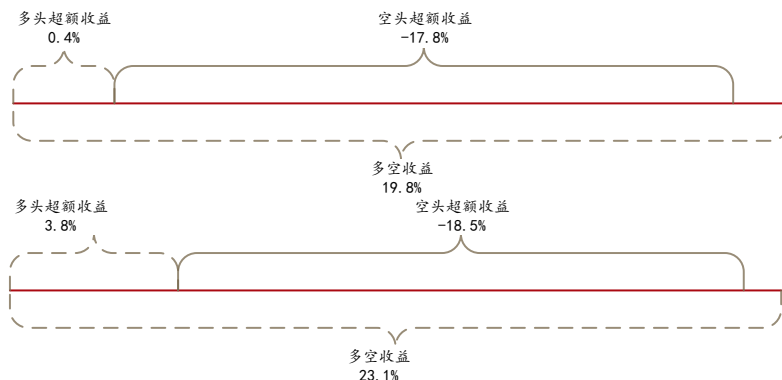 多头超额收益
0.4%
空头超额收益
-17.8%
多空收益
19.8%
多头超额收益
3.8%
空头超额收益
-18.5%
多空收益
23.1%